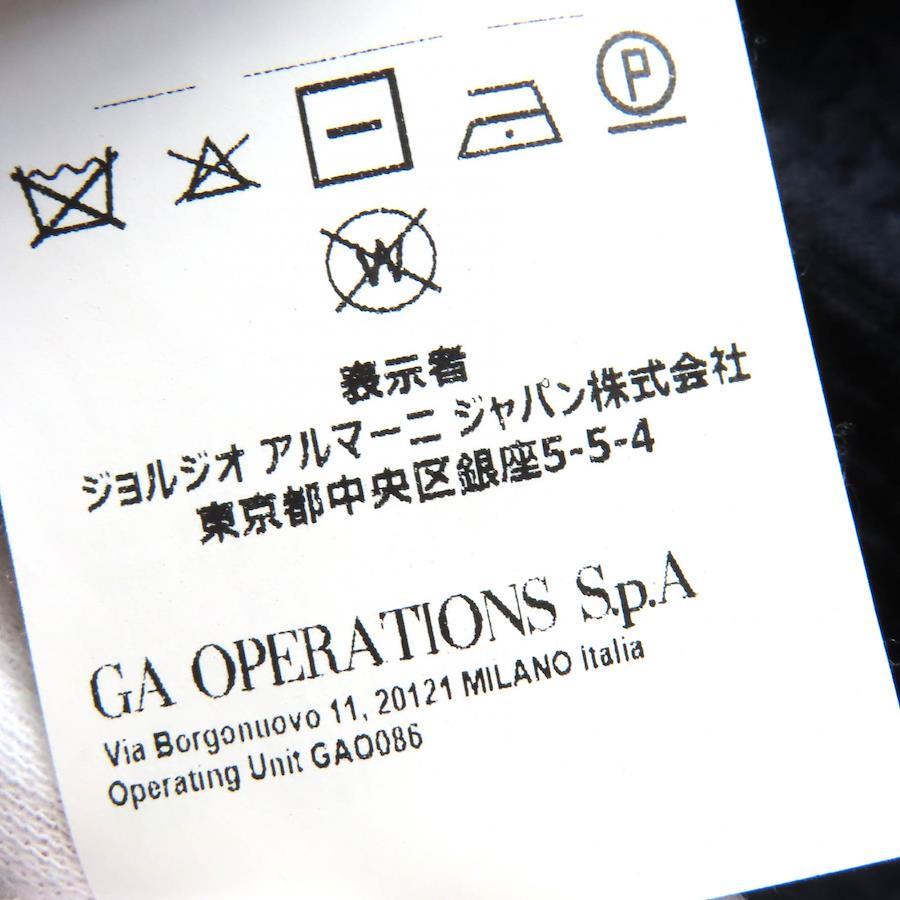 P
W
表示者
ジョルジオ アルマーニ ジャパン株式会社
東京都中央区銀座5-5-4
GA OPERATIONS S.p.A
Via Borgonuovo 11, 20121 MILANO Italia
Operating Unit GAO086